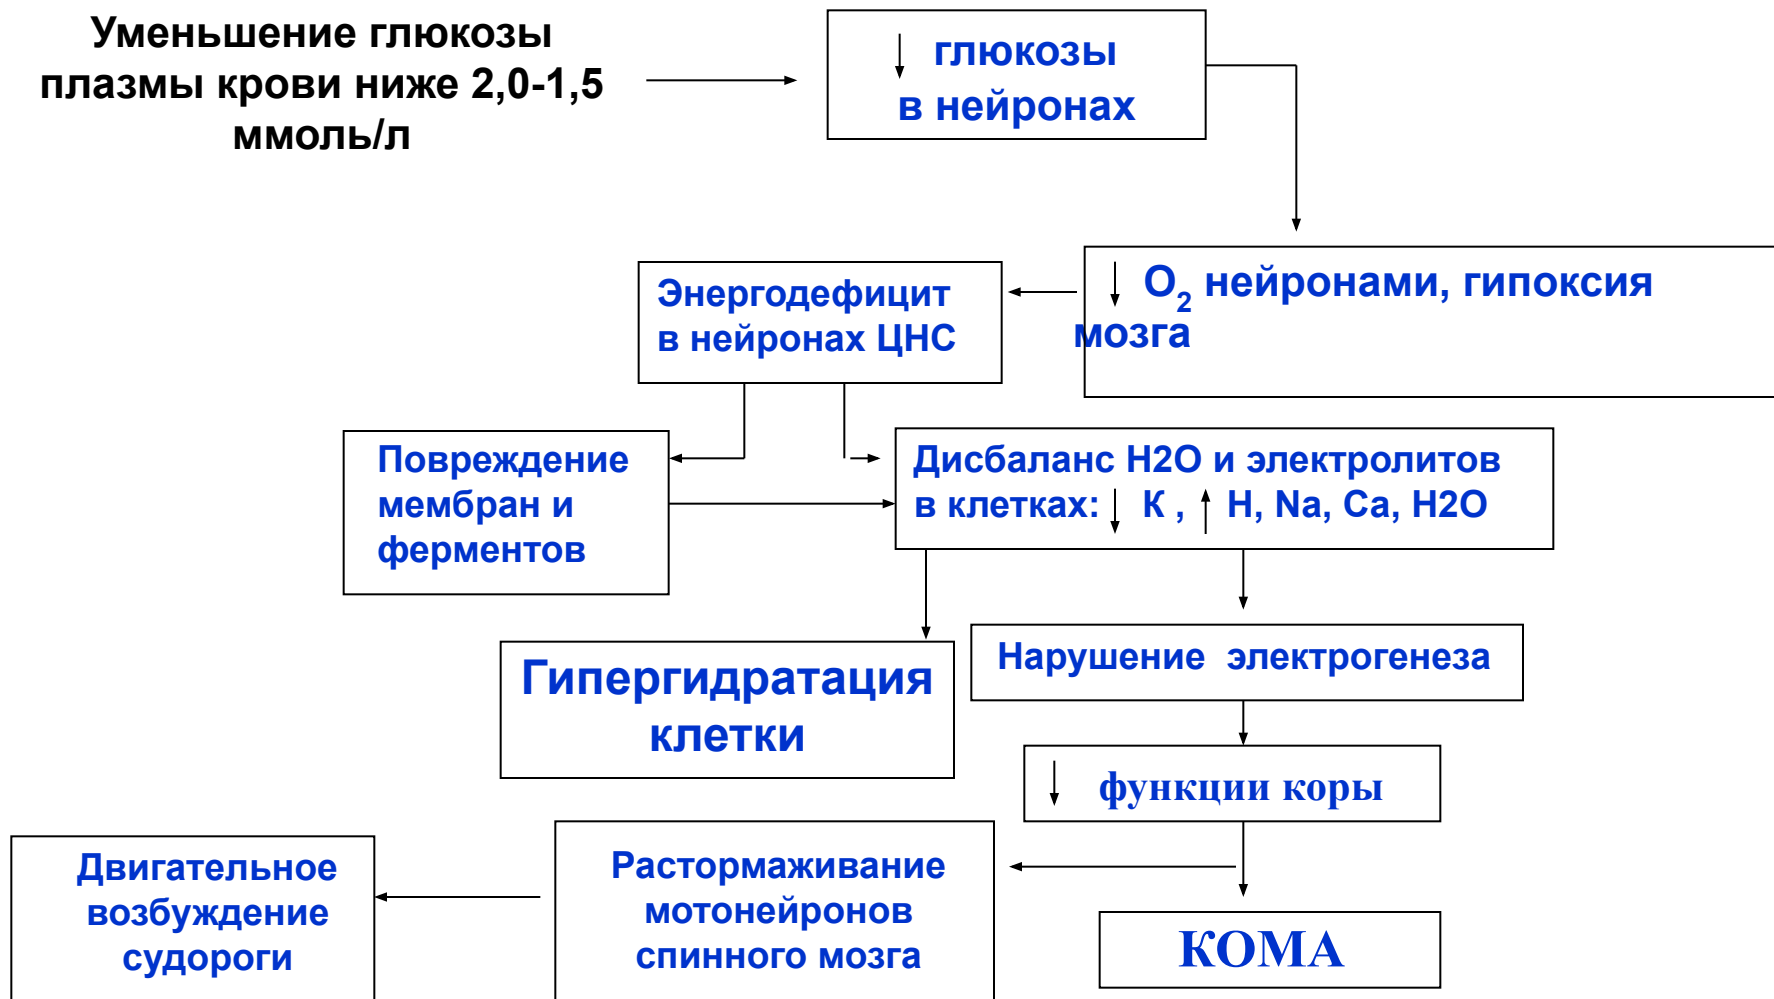 Уменьшение глюкозы
плазмы крови ниже 2,0-1,5
ммоль/л
↓ глюкозы
в нейронах
↓ O₂ нейронами, гипоксия
мозга
Энергодефицит
в нейронах ЦНС
Повреждение
мембран и
ферментов
Дисбаланс Н2О и электролитов
в клетках: ↓ К , ↑ Н, Na, Ca, H2O
Гипергидратация
клетки
Нарушение электрогенеза
↓ функции коры
Двигательное
возбуждение
судороги
Растормаживание
мотонейронов
спинного мозга
КОМА